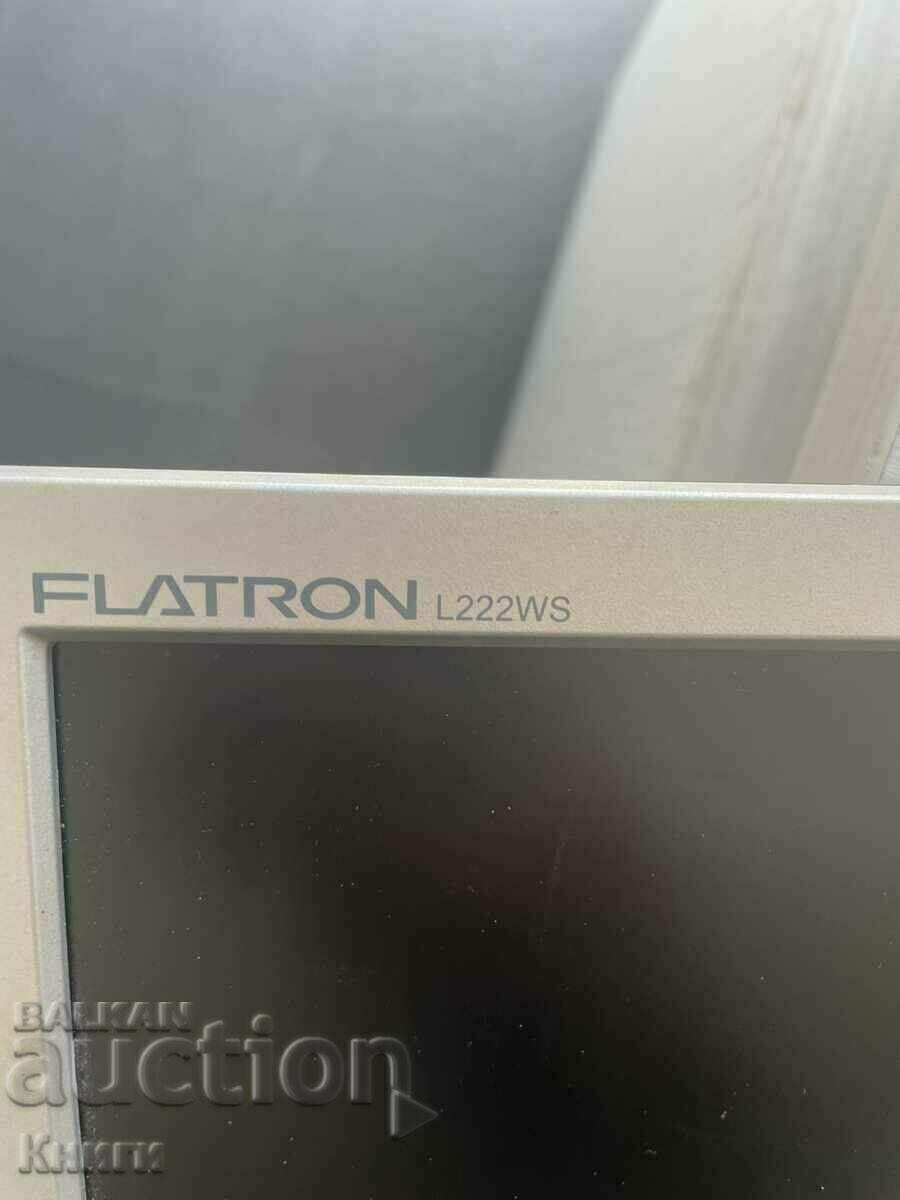 FLATRON L222WS
BALKAN
auction
Книги